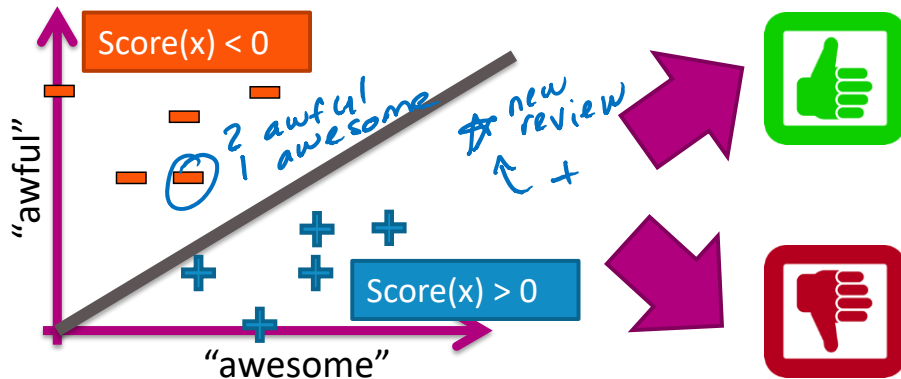 Score(x) < 0
2 awful
1 awesome
new
review
+
"awful"
Score(x) > 0
"awesome"